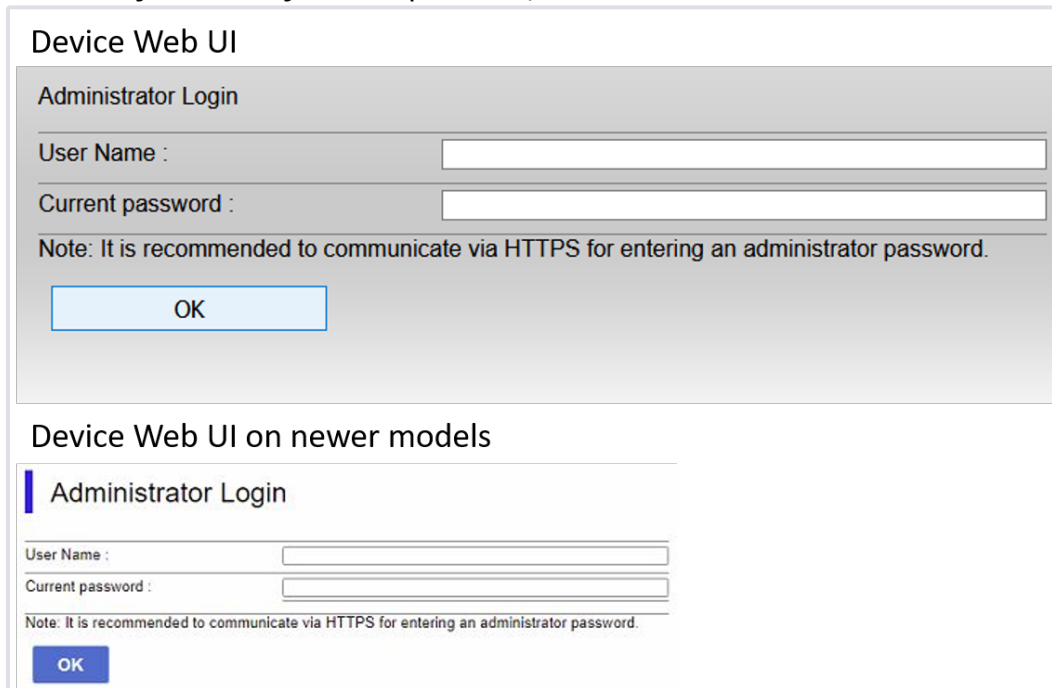 Device Web UI
Administrator Login
User Name :
Current password :
Note: It is recommended to communicate via HTTPS for entering an administrator password.
OK
Device Web UI on newer models
Administrator Login
User Name :
Current password :
Note: It is recommended to communicate via HTTPS for entering an administrator password.
OK